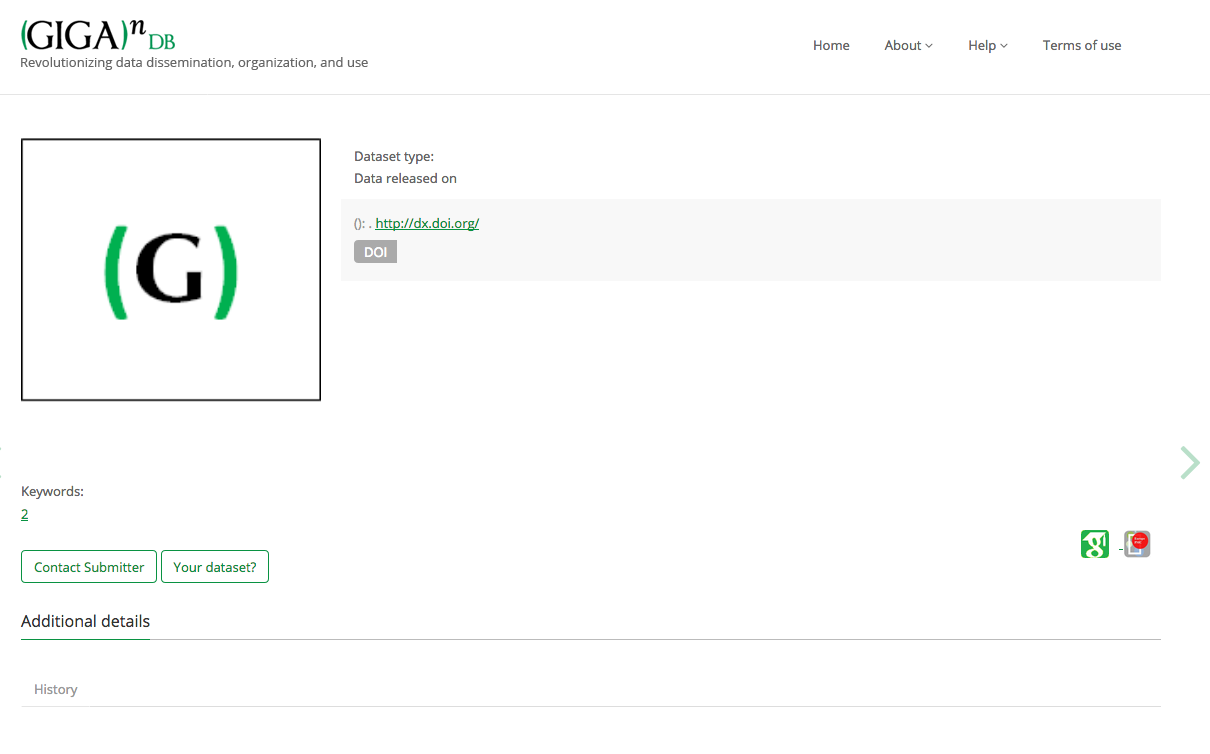 (GIGA)n DB
Revolutionizing data dissemination, organization, and use
Home About Help Terms of use
(G)
Dataset type:
Data released on
(): . http://dx.doi.org/
DOI
Keywords:
2
Contact Submitter Your dataset?
Additional details
History